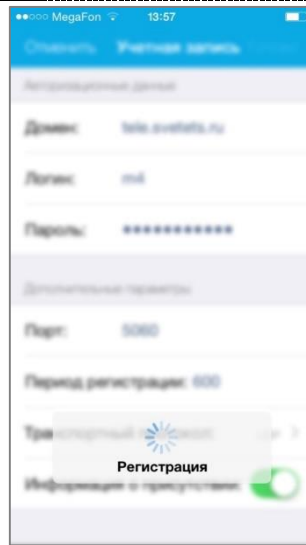 ●●○○○ MegaFon 13:57
Отменить Учетная запись
Авторизационные данные
Домен: tele.svetets.ru
Логин: m4
Пароль: ●●●●●●●●●●●
Дополнительные параметры
Порт: 5060
Период регистрации: 600
Регистрация
Информация о присутствии: